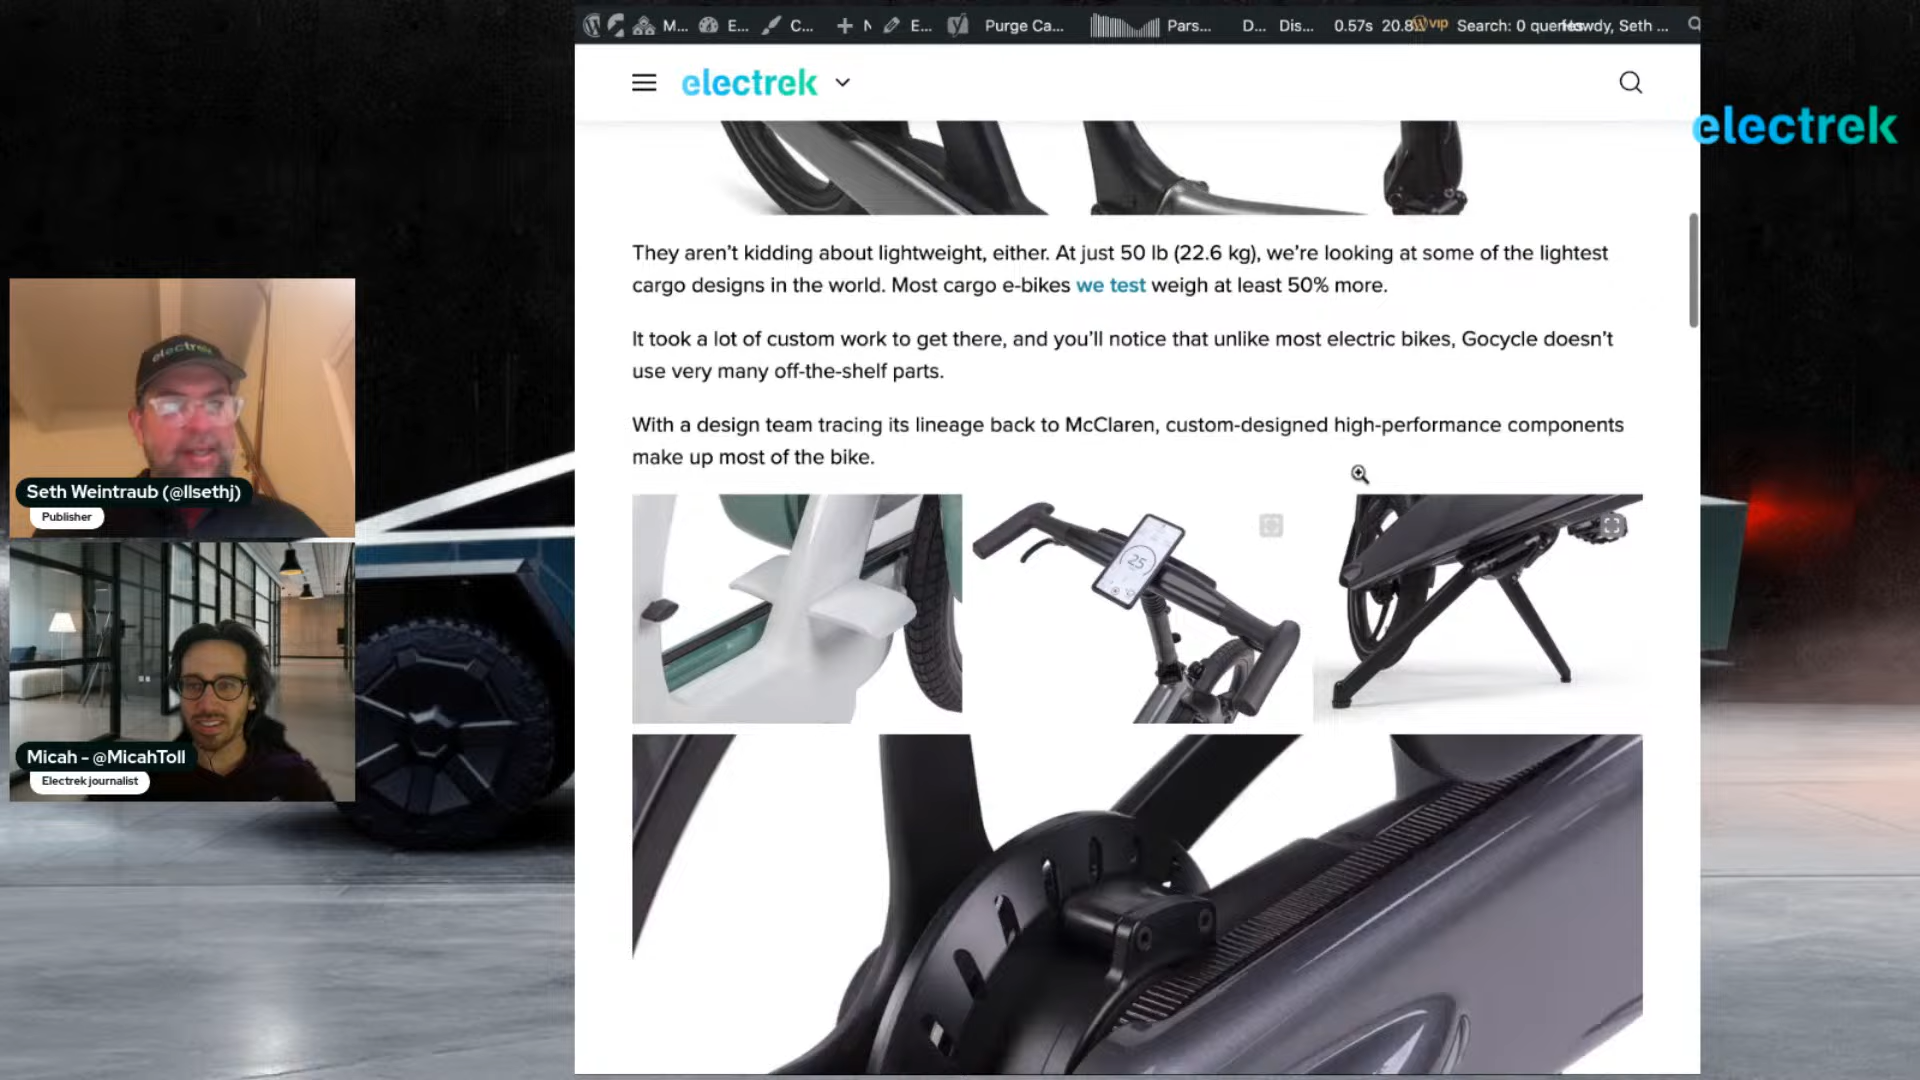 M...
E...
C...
N
E...
Purge Ca...
Pars...
D...
Dis...
0.57s
vip
Search: 0 queries
Howdy, Seth ...
electrek
electrek
They aren't kidding about lightweight, either. At just 50 lb (22.6 kg), we're looking at some of the lightest
cargo designs in the world. Most cargo e-bikes we test weigh at least 50% more.
It took a lot of custom work to get there, and you'll notice that unlike most electric bikes, Gocycle doesn't
use very many off-the-shelf parts.
With a design team tracing its lineage back to McClaren, custom-designed high-performance components
make up most of the bike.
25
electrek
Seth Weintraub (@llsethj)
Publisher
Micah - @MicahToll
Electrek journalist